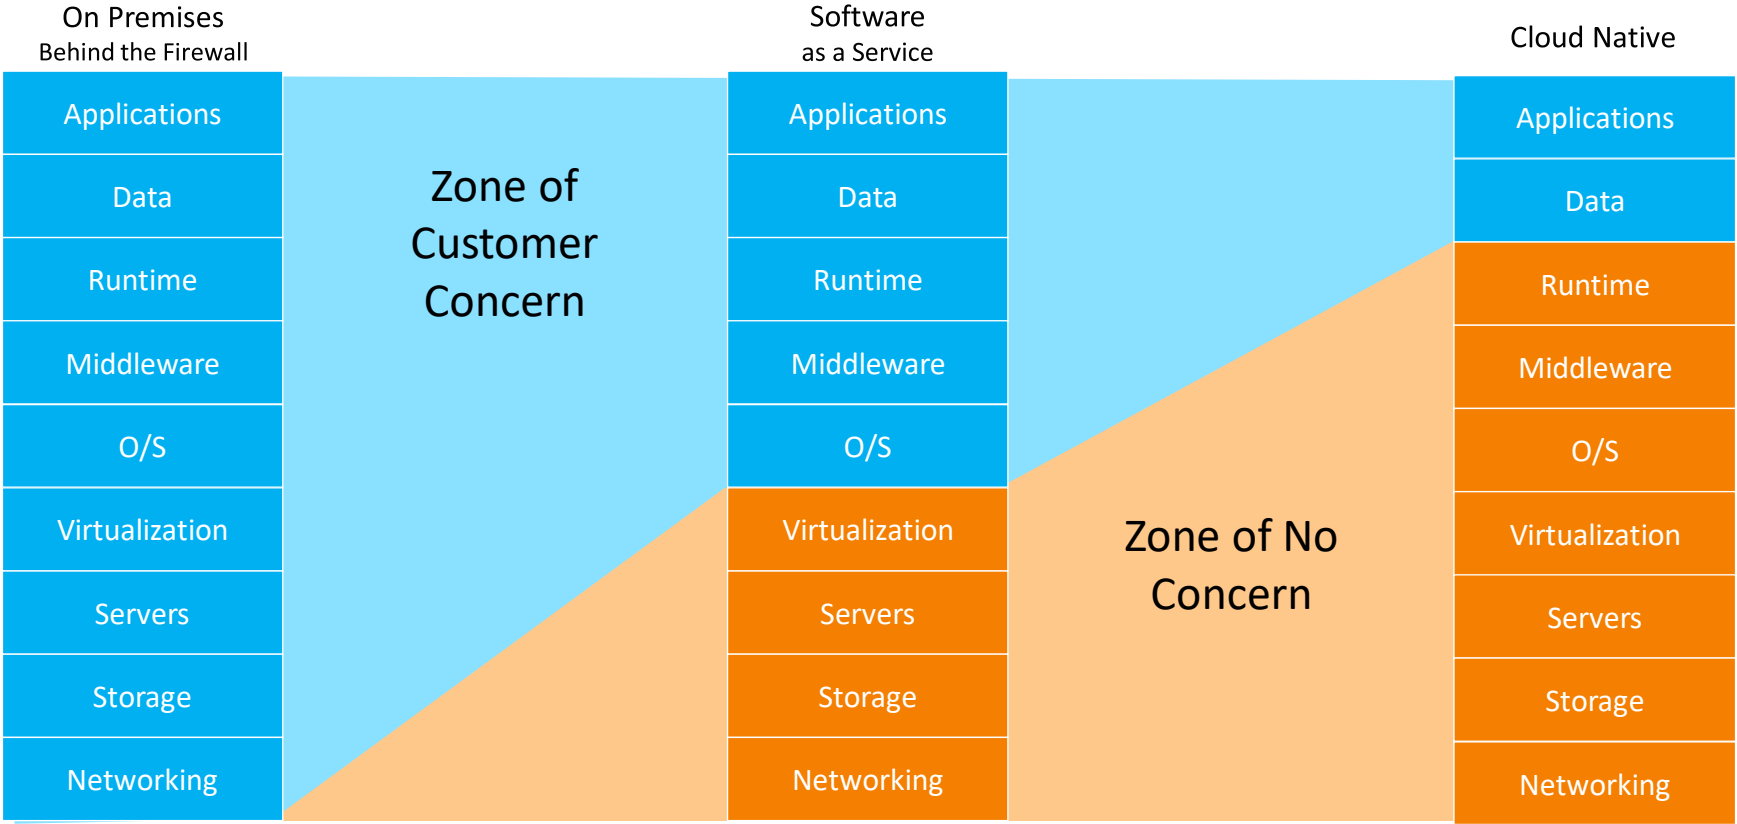 On Premises
Behind the Firewall
Applications
Data
Runtime
Middleware
O/S
Virtualization
Servers
Storage
Networking
Zone of
Customer
Concern
Software
as a Service
Applications
Data
Runtime
Middleware
O/S
Virtualization
Servers
Storage
Networking
Zone of No
Concern
Cloud Native
Applications
Data
Runtime
Middleware
O/S
Virtualization
Servers
Storage
Networking